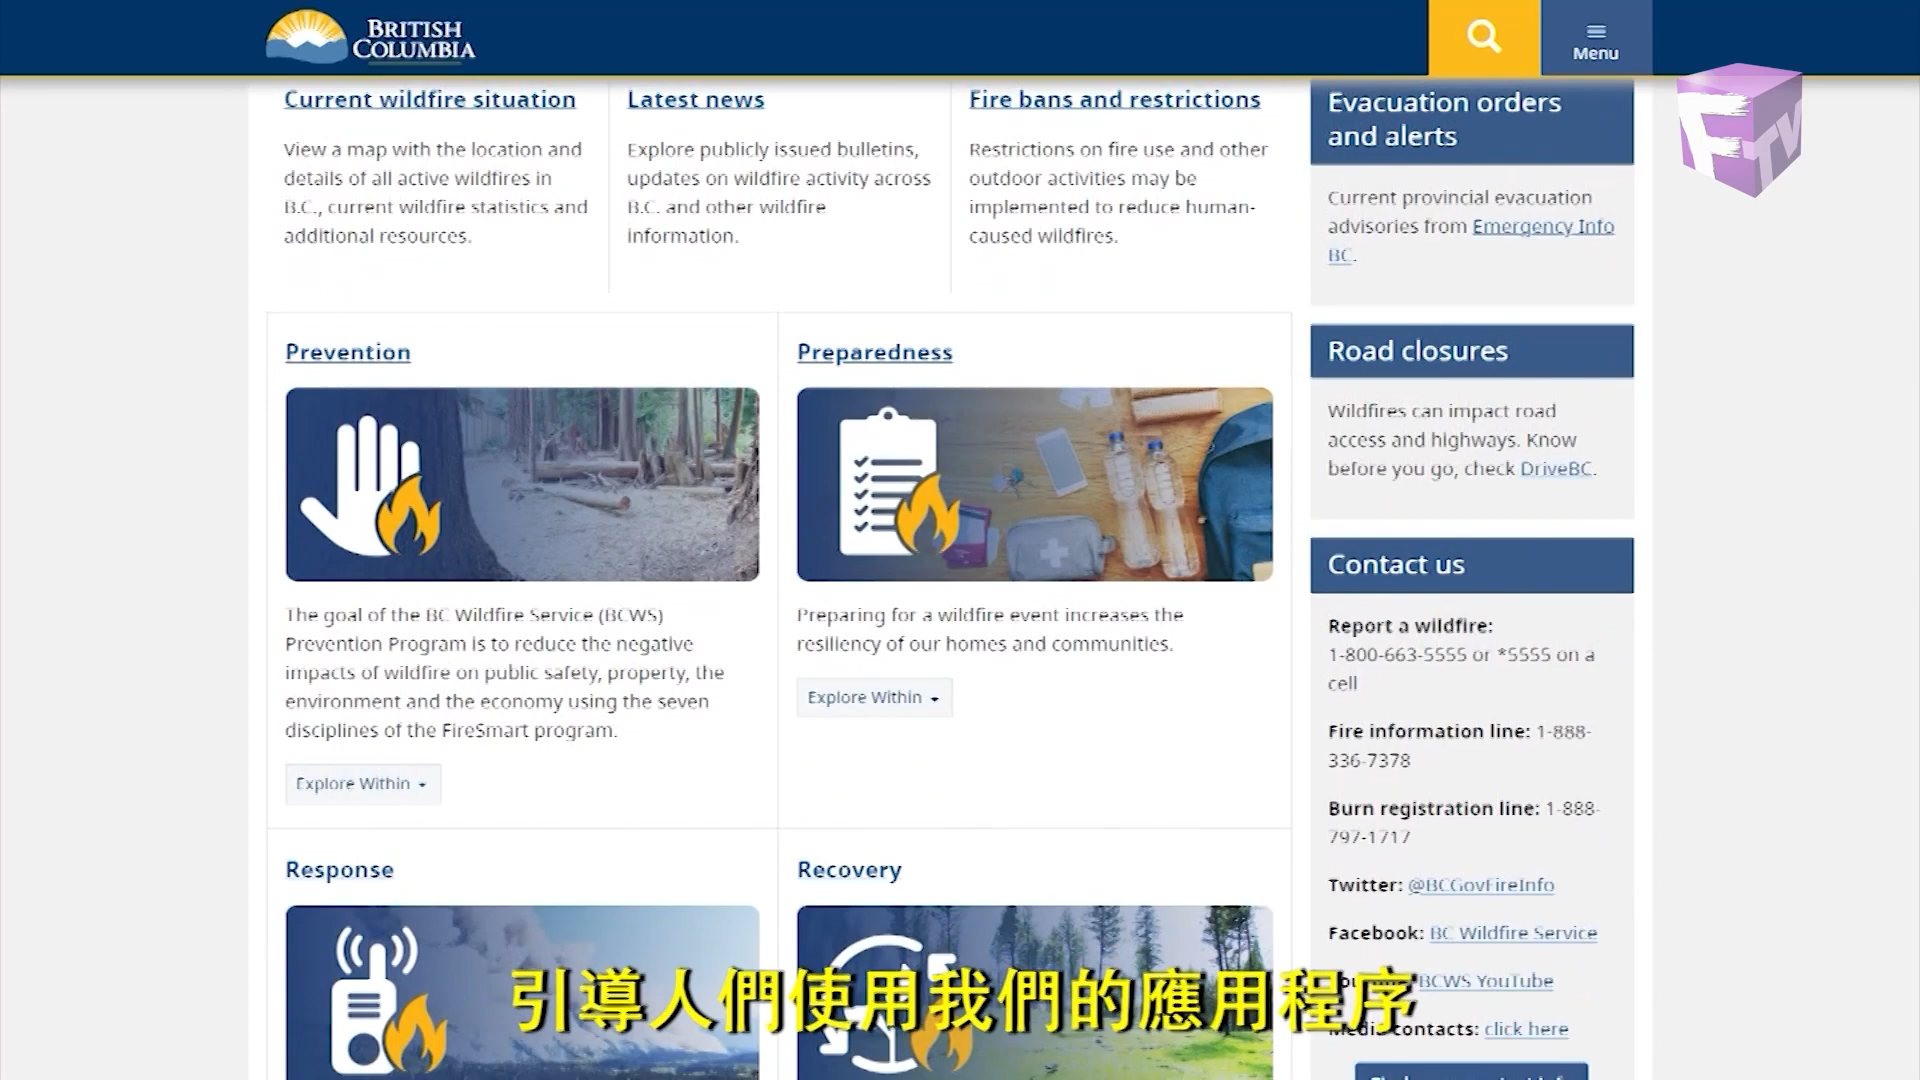 BRITISH
COLUMBIA
Menu
FTV
Current wildfire situation
View a map with the location and
details of all active wildfires in
B.C., current wildfire statistics and
additional resources.
Latest news
Explore publicly issued bulletins,
updates on wildfire activity across
B.C. and other wildfire
information.
Fire bans and restrictions
Restrictions on fire use and other
outdoor activities may be
implemented to reduce human-
caused wildfires.
Prevention
The goal of the BC Wildfire Service (BCWS)
Prevention Program is to reduce the negative
impacts of wildfire on public safety, property, the
environment and the economy using the seven
disciplines of the FireSmart program.
Explore Within
Preparedness
Preparing for a wildfire event increases the
resiliency of our homes and communities.
Explore Within
Response
Recovery
Evacuation orders
and alerts
Current provincial evacuation
advisories from Emergency Info
BC.
Road closures
Wildfires can impact road
access and highways. Know
before you go, check DriveBC.
Contact us
Report a wildfire:
1-800-663-5555 or *5555 on a
cell
Fire information line: 1-888-
336-7378
Burn registration line: 1-888-
797-1717
Twitter: @BCGovFireInfo
Facebook: BC Wildfire Service
BCWS YouTube
Media contacts: click here
引導人們使用我們的應用程序